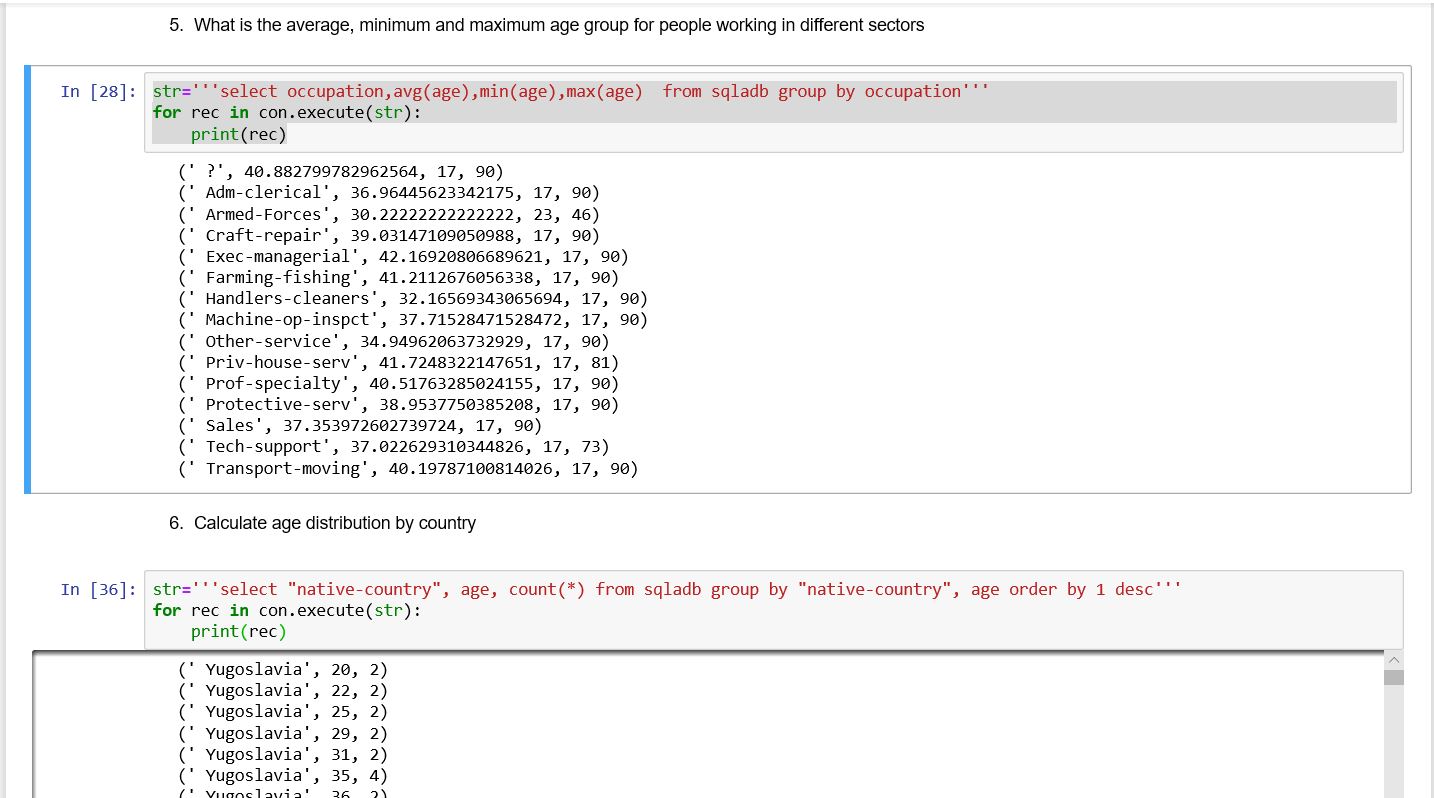 5. What is the average, minimum and maximum age group for people working in different sectors
In [28]: str='''select occupation,avg(age),min(age),max(age)  from sqladb group by occupation'''
for rec in con.execute(str):
    print(rec)
(' ?', 40.882799782962564, 17, 90)
(' Adm-clerical', 36.96445623342175, 17, 90)
(' Armed-Forces', 30.22222222222222, 23, 46)
(' Craft-repair', 39.03147109050988, 17, 90)
(' Exec-managerial', 42.16920806689621, 17, 90)
(' Farming-fishing', 41.2112676056338, 17, 90)
(' Handlers-cleaners', 32.16569343065694, 17, 90)
(' Machine-op-inspct', 37.71528471528472, 17, 90)
(' Other-service', 34.94962063732929, 17, 90)
(' Priv-house-serv', 41.7248322147651, 17, 81)
(' Prof-specialty', 40.51763285024155, 17, 90)
(' Protective-serv', 38.9537750385208, 17, 90)
(' Sales', 37.353972602739724, 17, 90)
(' Tech-support', 37.022629310344826, 17, 73)
(' Transport-moving', 40.19787100814026, 17, 90)
6. Calculate age distribution by country
In [36]: str='''select "native-country", age, count(*) from sqladb group by "native-country", age order by 1 desc'''
for rec in con.execute(str):
    print(rec)
(' Yugoslavia', 20, 2)
(' Yugoslavia', 22, 2)
(' Yugoslavia', 25, 2)
(' Yugoslavia', 29, 2)
(' Yugoslavia', 31, 2)
(' Yugoslavia', 35, 4)
(' Yugoslavia', 36, 2)